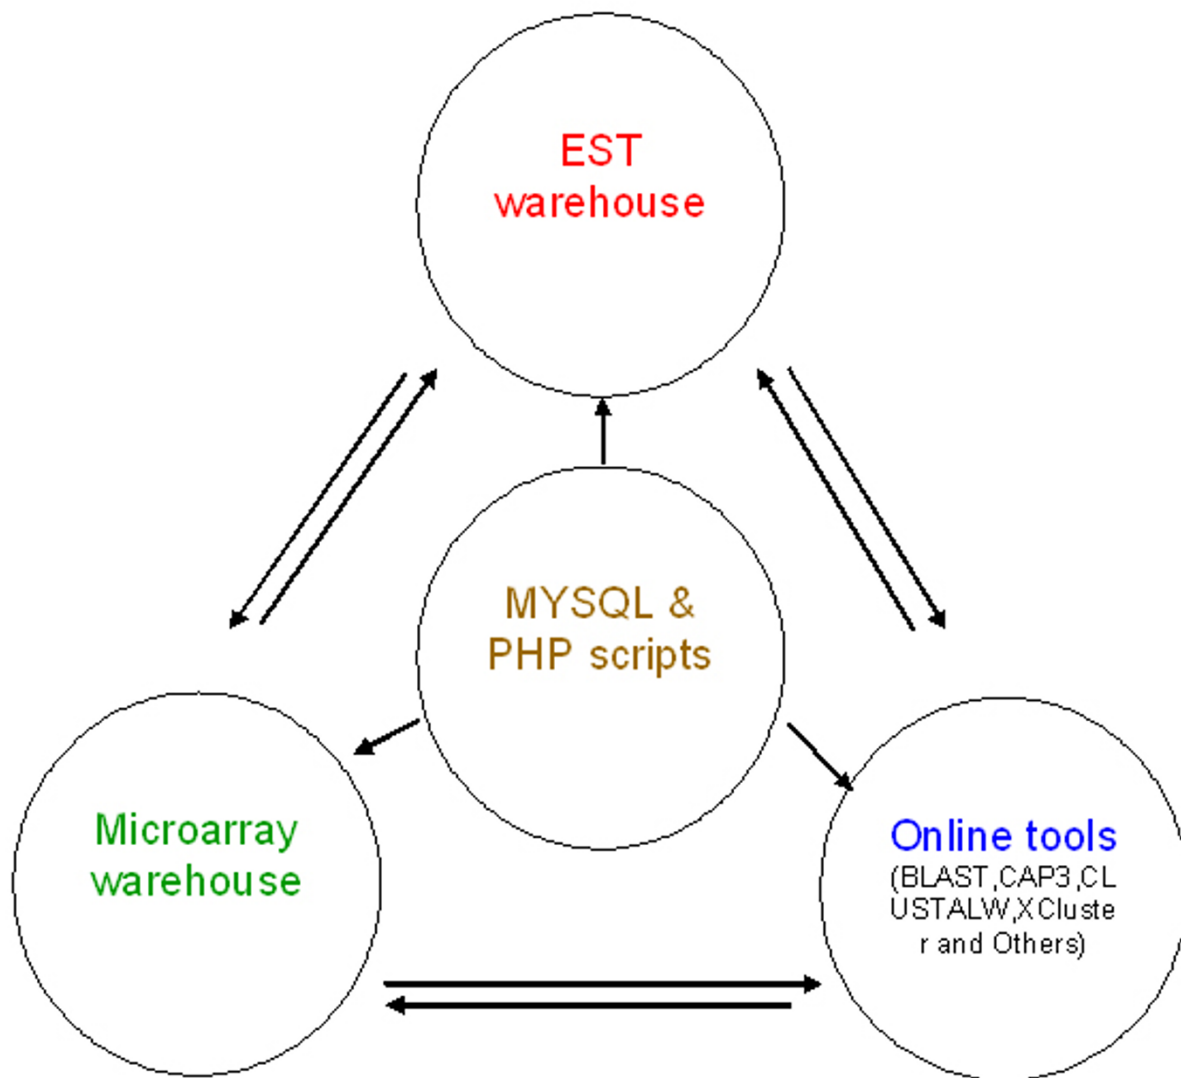 EST
warehouse
MYSQL &
PHP scripts
Microarray
warehouse
Online tools
(BLAST,CAP3,CL
USTALW,XCluste
r and Others)